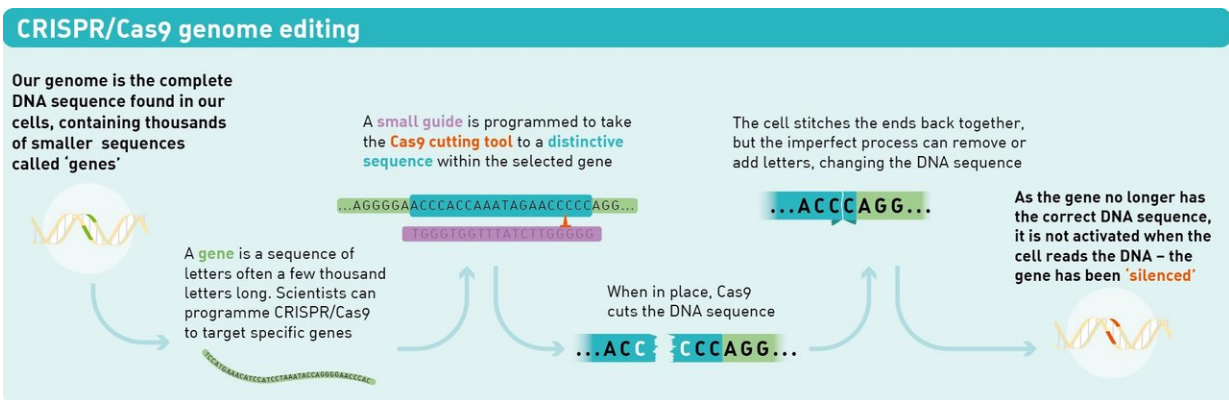 CRISPR/Cas9 genome editing
Our genome is the complete
DNA sequence found in our
cells, containing thousands
of smaller sequences
called ‘genes’
A gene is a sequence of
letters often a few thousand
letters long. Scientists can
programme CRISPR/Cas9
to target specific genes
TCCATGAAACATCCATCCTAAATACCAGGGGAACCCAC
A small guide is programmed to take
the Cas9 cutting tool to a distinctive
sequence within the selected gene
...AGGGGAACCCACCAAATAGAACCCCCAGG...
TGGGTGGTTTATCTTGGGGG
When in place, Cas9
cuts the DNA sequence
...ACC CCCAGG...
The cell stitches the ends back together,
but the imperfect process can remove or
add letters, changing the DNA sequence
...ACCCAGG...
As the gene no longer has
the correct DNA sequence,
it is not activated when the
cell reads the DNA – the
gene has been ‘silenced’